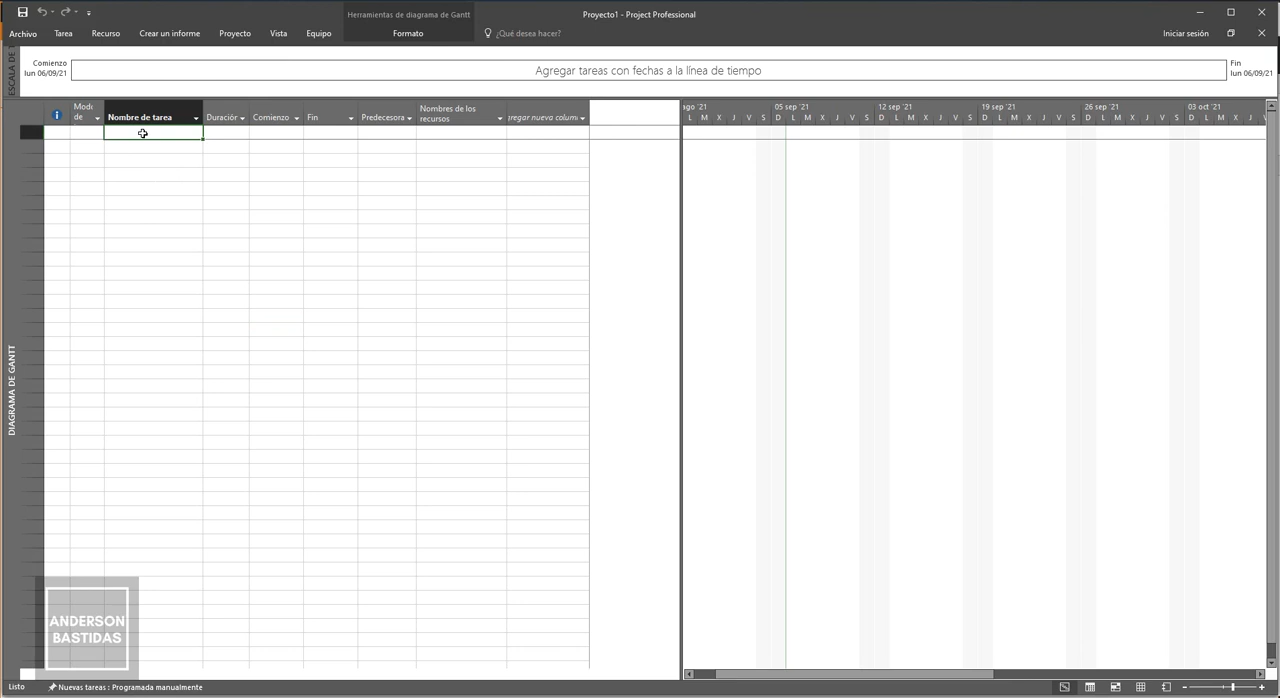 Herramientas de diagrama de Gantt
Proyecto1 - Project Professional
Archivo
Tarea
Recurso
Crear un informe
Proyecto
Vista
Equipo
Formato
¿Qué desea hacer?
Iniciar sesión
ESCALA DE
Comienzo
lun 06/09/21
Agregar tareas con fechas a la línea de tiempo
Fin
lun 06/09/21
Modo
de
Nombre de tarea
Duración
Comienzo
Fin
Predecesora
Nombres de los
recursos
gregar nueva colum
ago '21
05 sep '21
12 sep '21
19 sep '21
26 sep '21
03 oct '21
L M X J V S D L M X J V S D L M X J V S D L M X J V S D L M X J V S D L M X J V
DIAGRAMA DE GANTT
ANDERSON
BASTIDAS
Listo
Nuevas tareas : Programada manualmente